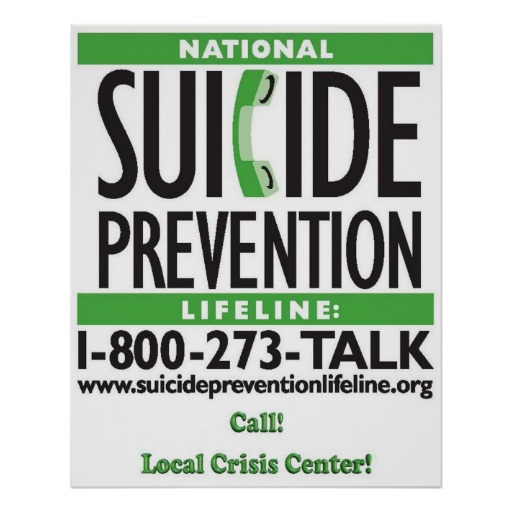 NATIONAL
SUICIDE
PREVENTION
LIFELINE:
1-800-273-TALK
www.suicidepreventionlifeline.org
Call!
Local Crisis Center!